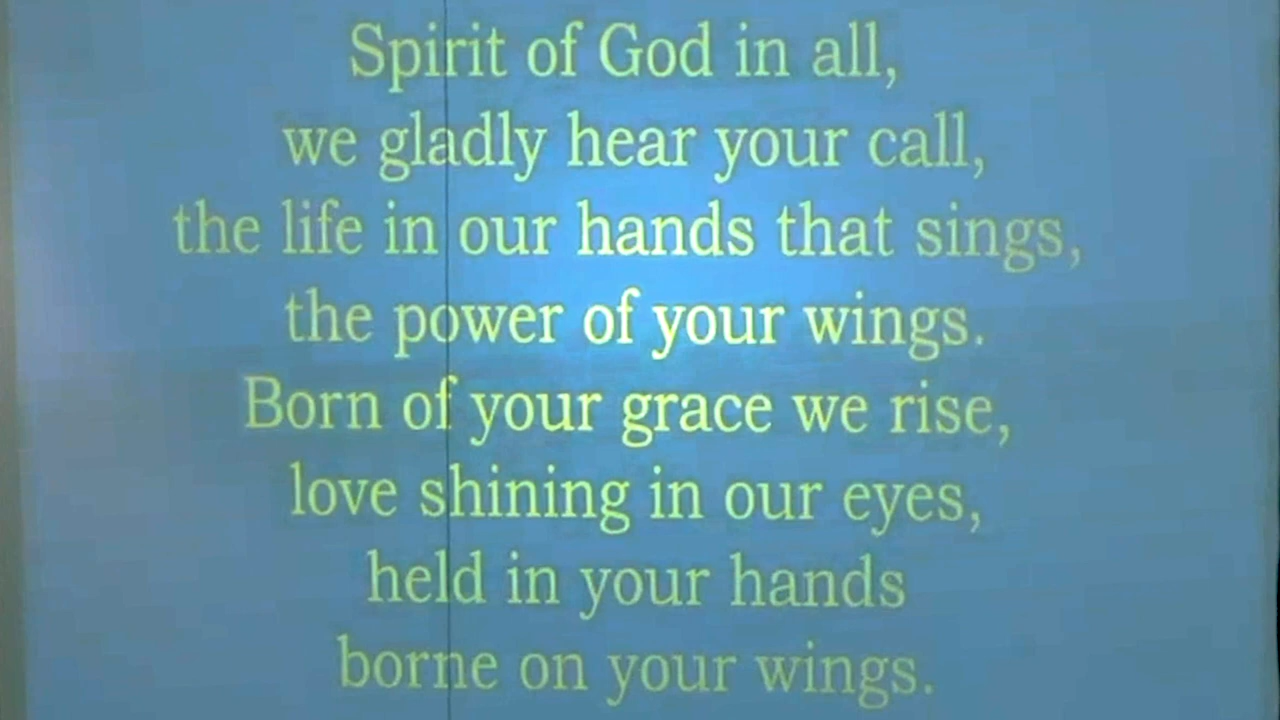 Spirit of God in all,
we gladly hear your call,
the life in our hands that sings,
the power of your wings.
Born of your grace we rise,
love shining in our eyes,
held in your hands
borne on your wings.